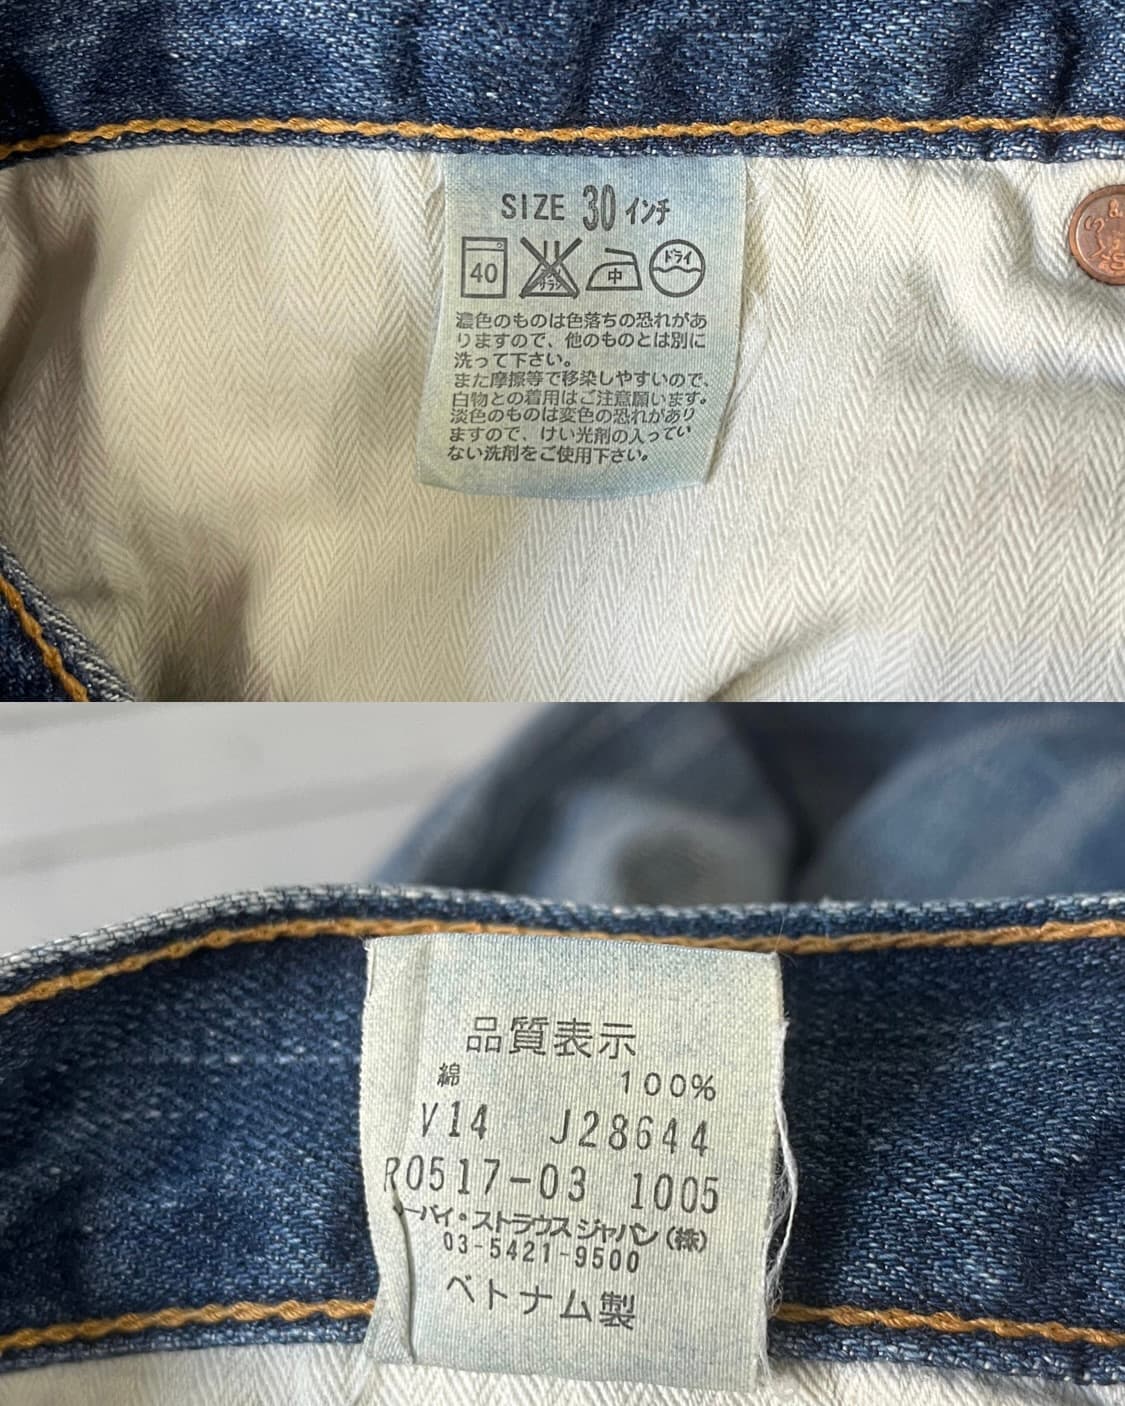 SIZE 30 インチ
40 中 ドライ
濃色のものは色落ちの恐れがあ
りますので、他のものとは別に
洗って下さい。
また摩擦等で移染しやすいので、
白物との着用はご注意願います。
淡色のものは変色の恐れがあり
ますので、けい光剤の入ってい
ない洗剤をご使用下さい。
品質表示
綿 100%
V14 J28644
R0517-03 1005
ーバイ・ストラウスジャパン(株)
03-5421-9500
ベトナム製